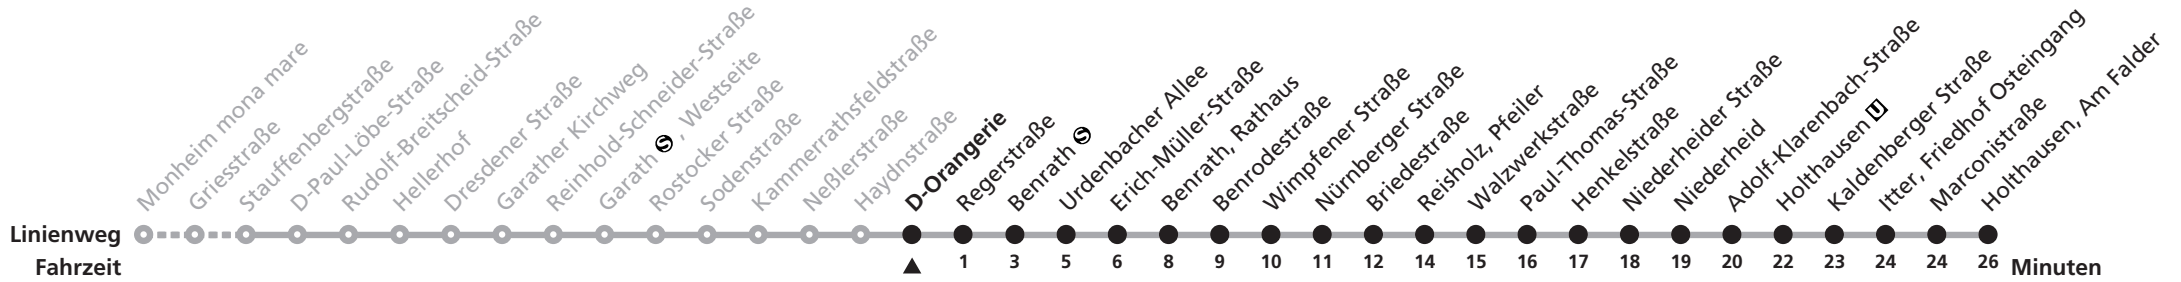 Monheim mona mare
Griesstraße
Stauffenbergstraße
D-Paul-Löbe-Straße
Rudolf-Breitscheid-Straße
Hellerhof
Dresdener Straße
Garather Kirchweg
Reinhold-Schneider-Straße
Garath S, Westseite
Rostocker Straße
Sodenstraße
Kammerrathsfeldstraße
Neßlerstraße
Haydnstraße
D-Orangerie
Regerstraße
Benrath S
Urdenbacher Allee
Erich-Müller-Straße
Benrath, Rathaus
Benrodestraße
Wimpfener Straße
Nürnberger Straße
Briedestraße
Reisholz, Pfeiler
Walzwerkstraße
Paul-Thomas-Straße
Henkelstraße
Niederheider Straße
Niederheid
Adolf-Klarenbach-Straße
Holthausen U
Kaldenberger Straße
Itter, Friedhof Osteingang
Marconistraße
Holthausen, Am Falder
Linienweg
Fahrzeit 1 3 5 6 8 9 10 11 12 14 15 16 17 18 19 20 22 23 24 24 26 Minuten